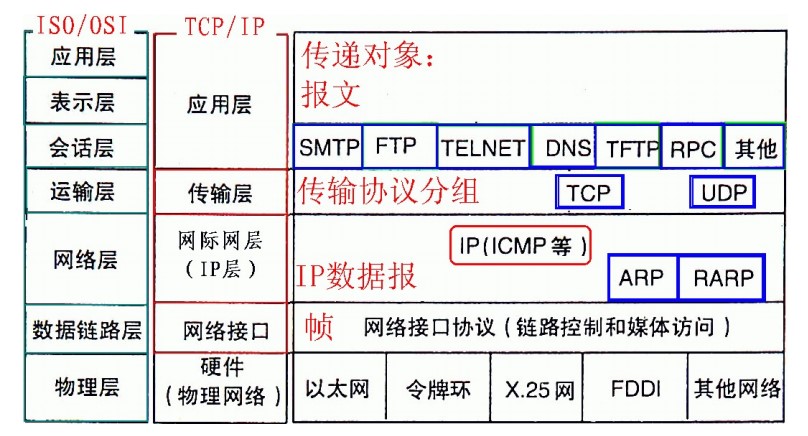 ISO/OSI TCP/IP
应用层
传递对象：
表示层
应用层
报文
会话层
SMTP FTP TELNET DNS TFTP RPC 其他
运输层 传输层 传输协议分组 TCP UDP
网络层
网际网层
(IP层)
IP(ICMP等)
IP数据报
ARP RARP
数据链路层 网络接口 帧 网络接口协议(链路控制和媒体访问)
物理层
硬件
(物理网络)
以太网 令牌环 X.25网 FDDI 其他网络